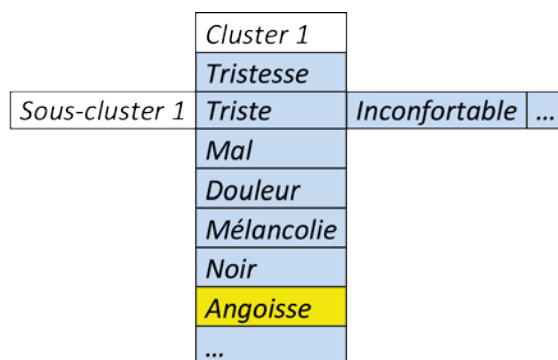 Cluster 1
Tristesse
Sous-cluster 1 Triste Inconfortable ...
Mal
Douleur
Mélancolie
Noir
Angoisse
...